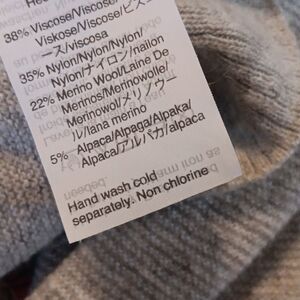 38% Viscose/Viscose/
Viskose/Viscose/ビスコ
ース/viscosa
35% Nylon/Nylon/Nylon/
Nylon/ナイロン/nailon
22% Merino Wool/Laine De
Merinos/Merinowolle/
Merinowol/メリノウー
ル/lana merino
5% Alpaca/Alpaga/Alpaka/
Alpaca/アルパカ/alpaca
Hand wash cold
separately. Non chlorine